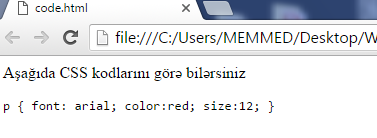 code.html
file:///C:/Users/MEMMED/Desktop/W
Aşağıda CSS kodlarını görə bilərsiniz
p { font: arial; color:red; size:12; }